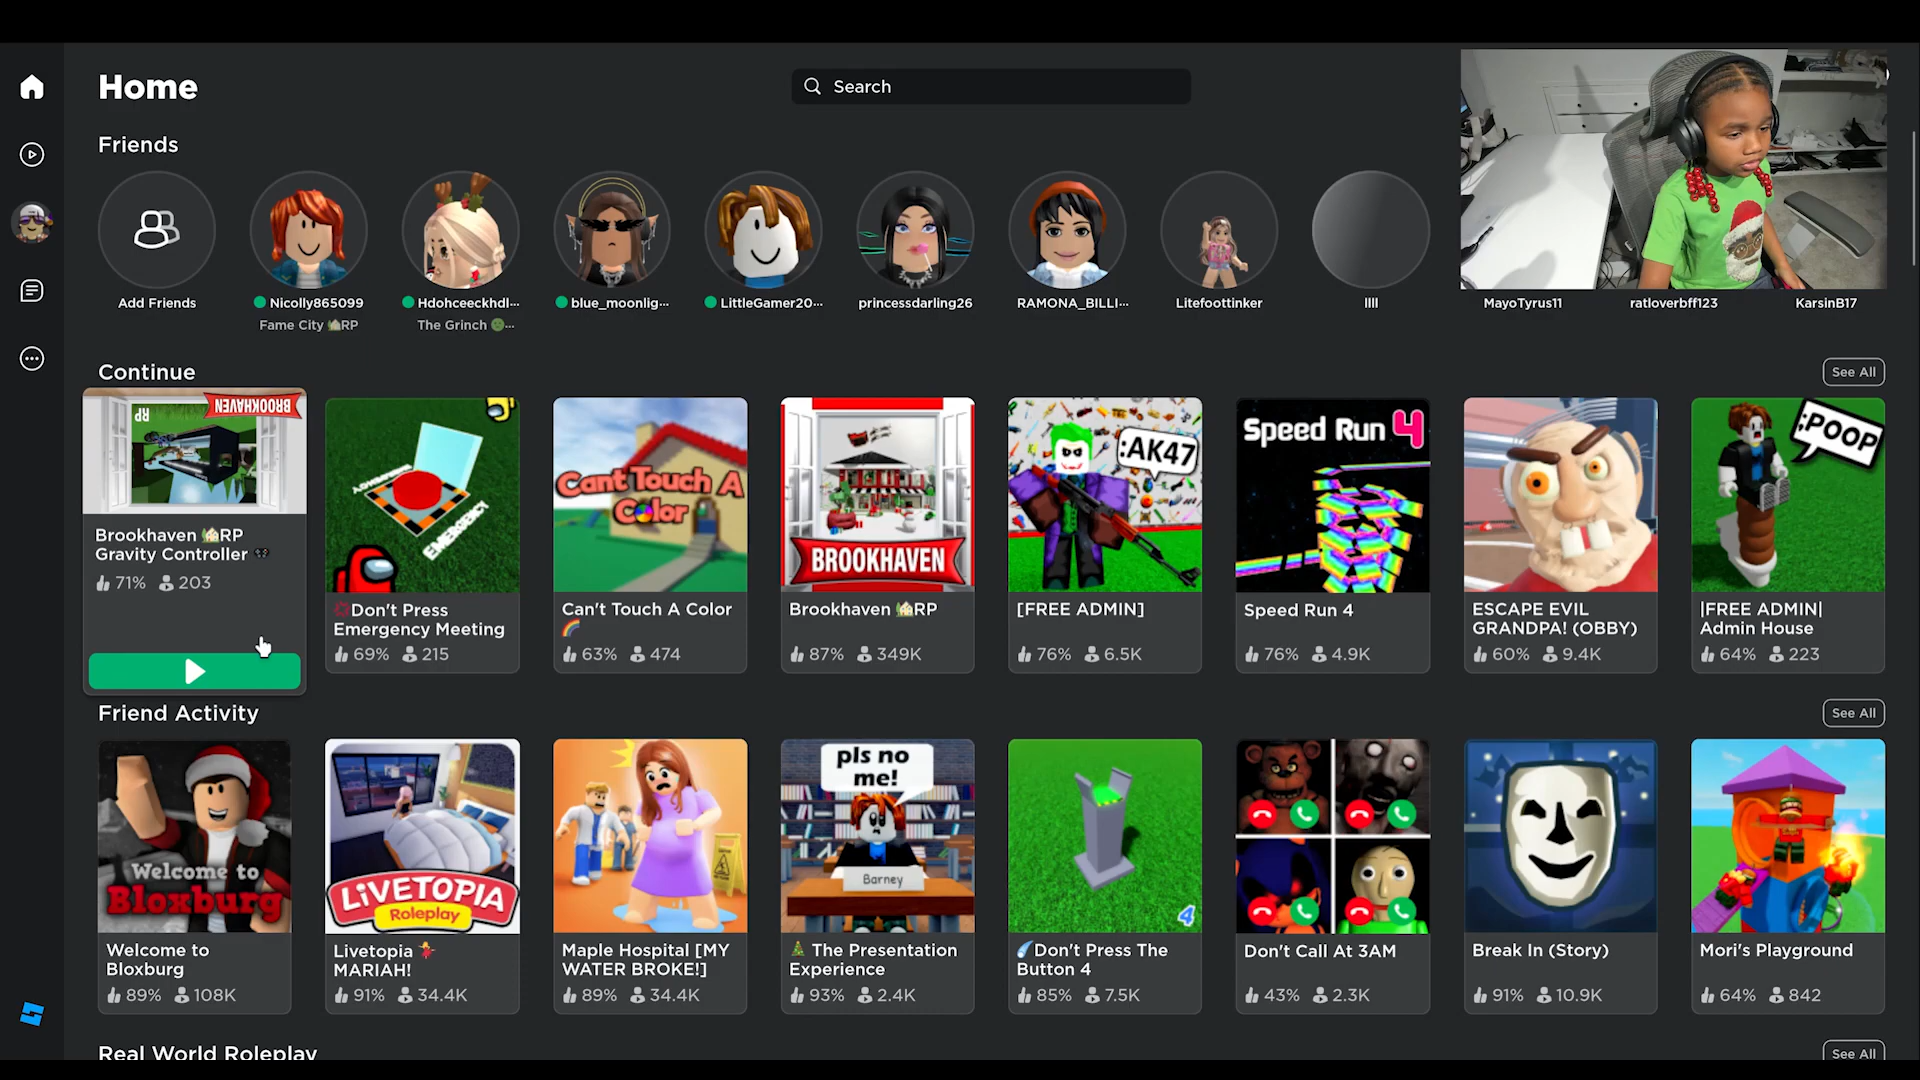 Home
Search
Friends
Add Friends
Nicolly865099
Hdohceeckhdl...
blue_moonlig...
LittleGamer20...
princessdarling26
RAMONA_BILLI...
Litefoottinker
llll
MayoTyrus11
ratloverbff123
KarsinB17
Fame City 🏡RP
The Grinch 🟢...
Continue
See All
BROOKHAVEN
RP
EMERGENCY
Cant Touch A
Color
BROOKHAVEN
:AK47
Speed Run 4
:POOP
Brookhaven 🏡RP
Gravity Controller 🎮
71% 203
Don't Press
Emergency Meeting
69% 215
Can't Touch A Color
🌈
63% 474
Brookhaven 🏡RP
87% 349K
[FREE ADMIN]
76% 6.5K
Speed Run 4
76% 4.9K
ESCAPE EVIL
GRANDPA! (OBBY)
60% 9.4K
|FREE ADMIN|
Admin House
64% 223
Friend Activity
See All
Welcome to
Bloxburg
LIVETOPIA
Roleplay
pls no
me!
Barney
4
Welcome to
Bloxburg
89% 108K
Livetopia 💃
MARIAH!
91% 34.4K
Maple Hospital [MY
WATER BROKE!]
89% 34.4K
🎄 The Presentation
Experience
93% 2.4K
Don't Press The
Button 4
85% 7.5K
Don't Call At 3AM
43% 2.3K
Break In (Story)
91% 10.9K
Mori's Playground
64% 842
Real World Roleplay
See All